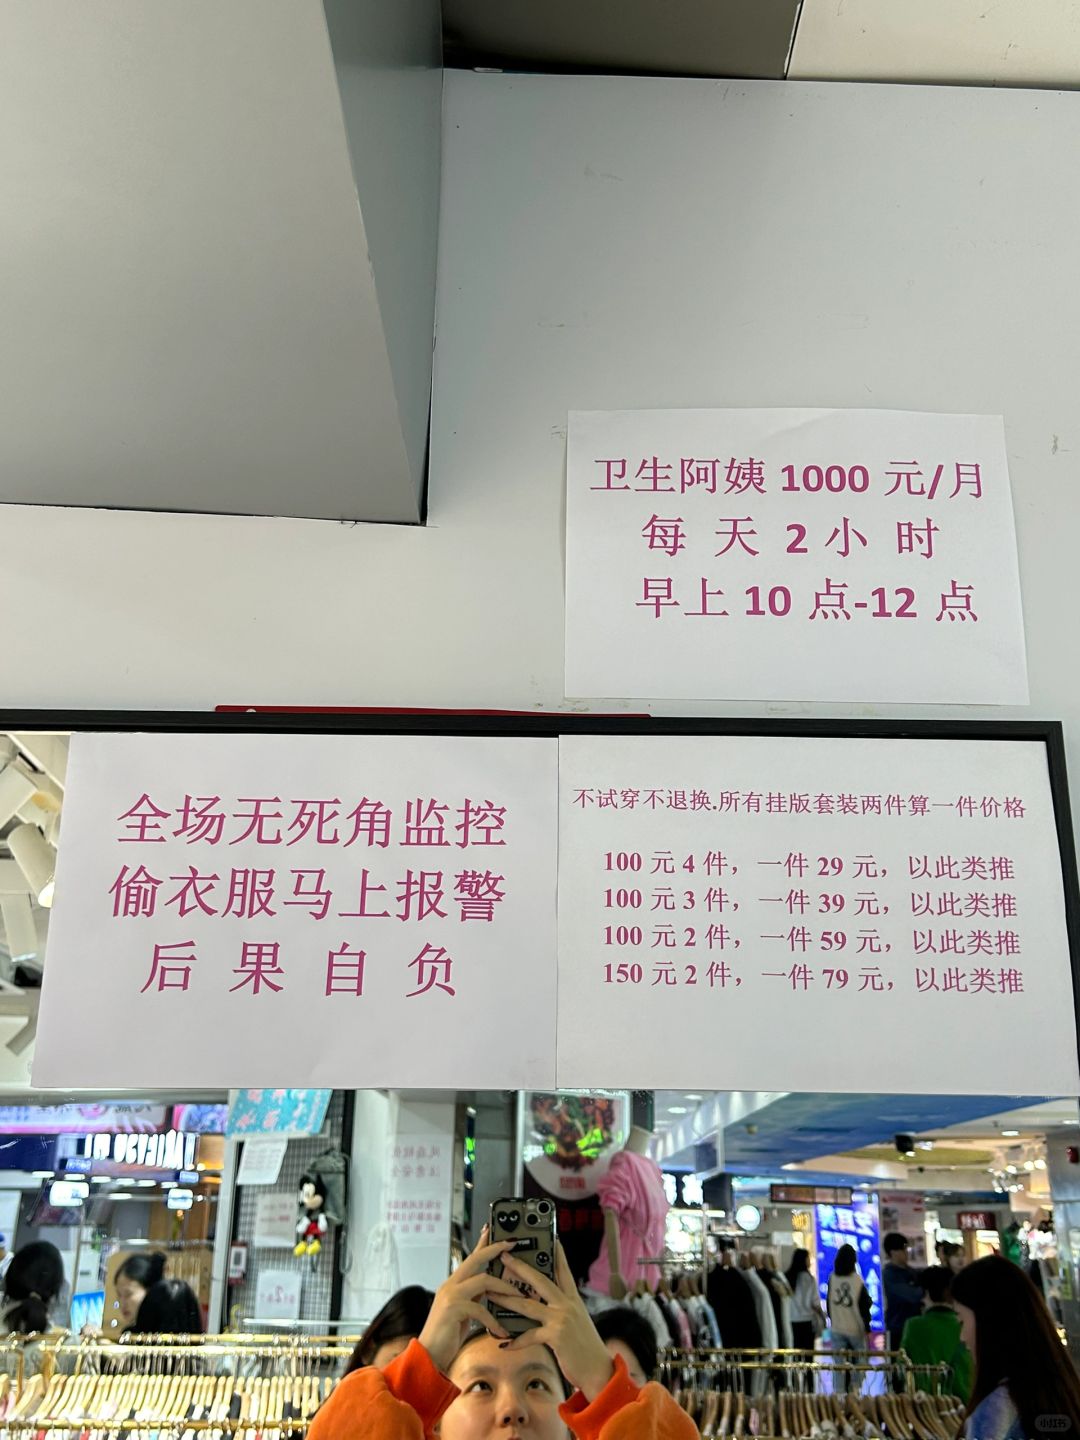 卫生阿姨 1000 元/月
每 天 2 小 时
早上 10 点-12 点
全场无死角监控
偷衣服马上报警
后 果 自 负
不试穿不退换.所有挂版套装两件算一件价格
100 元 4 件，一件 29 元，以此类推
100 元 3 件，一件 39 元，以此类推
100 元 2 件，一件 59 元，以此类推
150 元 2 件，一件 79 元，以此类推
小红书